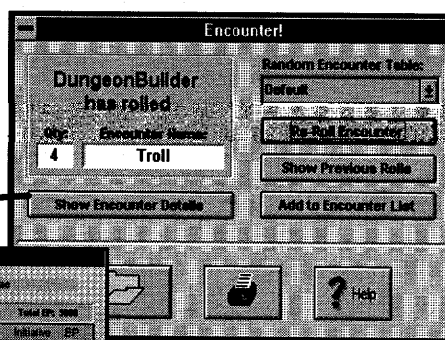 Encounter!
DungeonBuilder
has rolled
Qty: Encounter Name:
4 Troll
Show Encounter Details
Random Encounter Table:
Default
Re-Roll Encounter
Show Previous Rolls
Add to Encounter List
Help
Total EP: 3000
Initiative EP